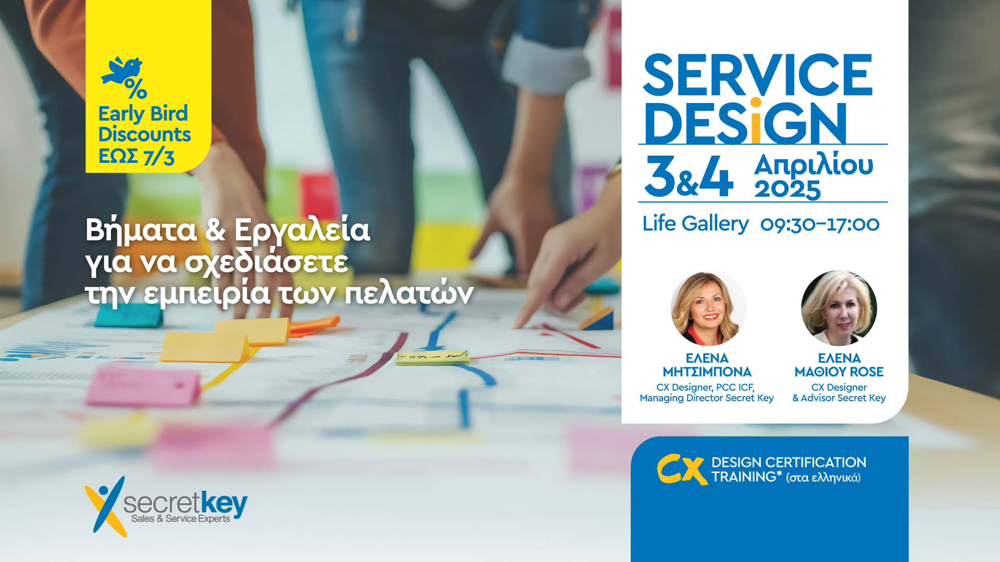 %
Early Bird
Discounts
ΕΩΣ 7/3
Βήματα & Εργαλεία
για να σχεδιάσετε
την εμπειρία των πελατών
SERVICE
DESiGN
3&4 Απριλίου
2025
Life Gallery 09:30–17:00
ΕΛΕΝΑ
ΜΗΤΣΙΜΠΟΝΑ
CX Designer, PCC ICF,
Managing Director Secret Key
ΕΛΕΝΑ
ΜΑΘΙΟΥ ROSE
CX Designer
& Advisor Secret Key
CX DESIGN CERTIFICATION
TRAINING* (στα ελληνικά)
secretkey
Sales & Service Experts